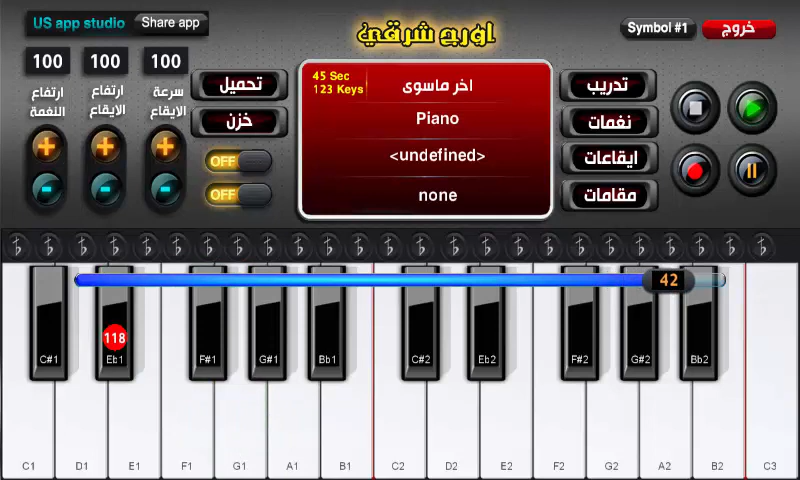 US app studio
Share app
اورج شرقي
Symbol #1
خروج
100
100
100
ارتفاع
النغمة
ارتفاع
الايقاع
سرعة
الايقاع
+
+
+
-
-
-
تحميل
خزن
OFF
OFF
45 Sec
123 Keys
اخر ماسوى
Piano
<undefined>
none
تدريب
نغمات
ايقاعات
مقامات
42
118
C#1
Eb1
F#1
G#1
Bb1
C#2
Eb2
F#2
G#2
Bb2
C1
D1
E1
F1
G1
A1
B1
C2
D2
E2
F2
G2
A2
B2
C3